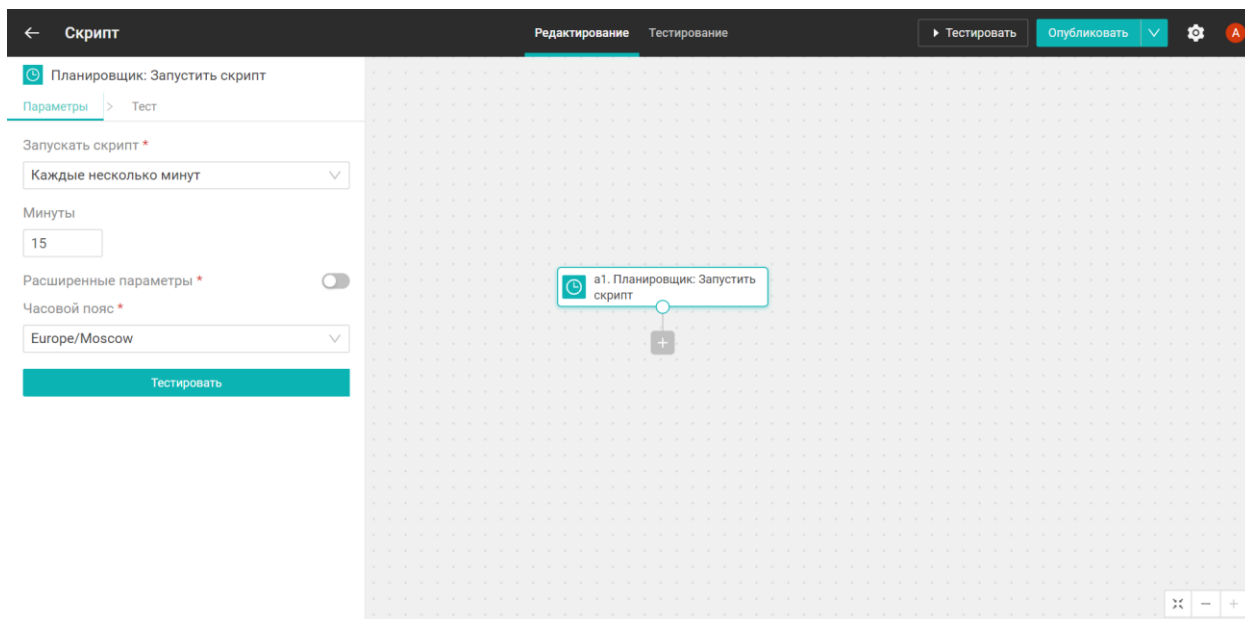 ← Скрипт
Редактирование Тестирование
Тестировать
Опубликовать
A
Планировщик: Запустить скрипт
Параметры > Тест
Запускать скрипт *
Каждые несколько минут
Минуты
15
Расширенные параметры *
Часовой пояс *
Europe/Moscow
Тестировать
a1. Планировщик: Запустить
скрипт
+
− +